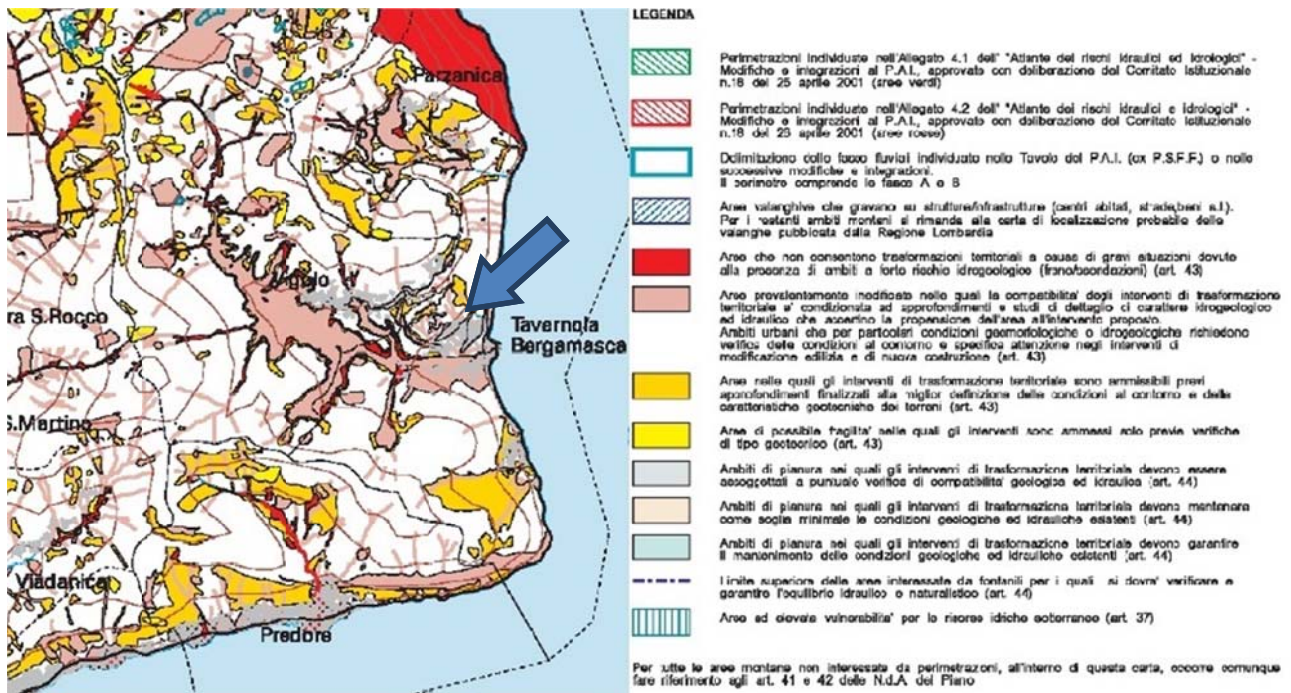 Parzanica
Vigolo
ra S.Rocco
Tavernola
Bergamasca
S.Martino
Viadanica
Predore
LEGENDA
Perimetrazioni individuate nell'Allegato 4.1 dell' "Atlante dei rischi idraulici ed idrologici" -
Modifiche e integrazioni al P.A.I., approvato con deliberazione del Comitato Istituzionale
n.18 del 26 aprile 2001 (aree verdi)
Perimetrazioni individuate nell'Allegato 4.2 dell' "Atlante dei rischi idraulici e idrologici" -
Modifiche e integrazioni al P.A.I., approvato con deliberazione del Comitato Istituzionale
n.18 del 26 aprile 2001 (aree rosse)
Delimitazione delle fasce fluviali individuate nelle Tavole del P.A.I. (ex P.S.F.F.) o nelle
successive modifiche e integrazioni.
Il perimetro comprende le fasce A e B
Aree valanghive che gravano su strutture/infrastrutture (centri abitati, strade,beni s.l.).
Per i restanti ambiti montani si rimanda alla carta di localizzazione probabile delle
valanghe pubblicata dalla Regione Lombardia
Aree che non consentono trasformazioni territoriali a causa di gravi situazioni dovute
alla presenza di ambiti a forte rischio idrogeologico (frane/esondazioni) (art. 43)
Aree prevalentemente inedificate nelle quali la compatibilita' degli interventi di trasformazione
territoriale e' condizionata ad approfondimenti e studi di dettaglio di carattere idrogeologico
ed idraulico che accertino la propensione dell'area all'intervento proposto.
Ambiti urbani che per particolari condizioni geomorfologiche o idrogeologiche richiedono
verifica delle condizioni al contorno e specifica attenzione negli interventi di
modificazione edilizia e di nuova costruzione (art. 43)
Aree nelle quali gli interventi di trasformazione territoriale sono ammissibili previ
approfondimenti finalizzati alla miglior definizione delle condizioni al contorno e delle
caratteristiche geotecniche dei terreni (art. 43)
Aree di possibile fragilita' nelle quali gli interventi sono ammessi solo previe verifiche
di tipo geotecnico (art. 43)
Ambiti di pianura nei quali gli interventi di trasformazione territoriale devono essere
assoggettati a puntuale verifica di compatibilita' geologica ed idraulica (art. 44)
Ambiti di pianura nei quali gli interventi di trasformazione territoriale devono mantenere
come soglia minimale le condizioni geologiche ed idrauliche esistenti (art. 44)
Ambiti di pianura nei quali gli interventi di trasformazione territoriale devono garantire
il mantenimento delle condizioni geologiche ed idrauliche esistenti (art. 44)
Limite superiore delle aree interessate da fontanili per i quali si dovra' verificare e
garantire l'equilibrio idraulico e naturalistico (art. 44)
Aree ad elevata vulnerabilita' per le risorse idriche sotterranee (art. 37)
Per tutte le aree montane non interessate da perimetrazioni, all'interno di questa carta, occorre comunque
fare riferimento agli art. 41 e 42 delle N.d.A del Piano